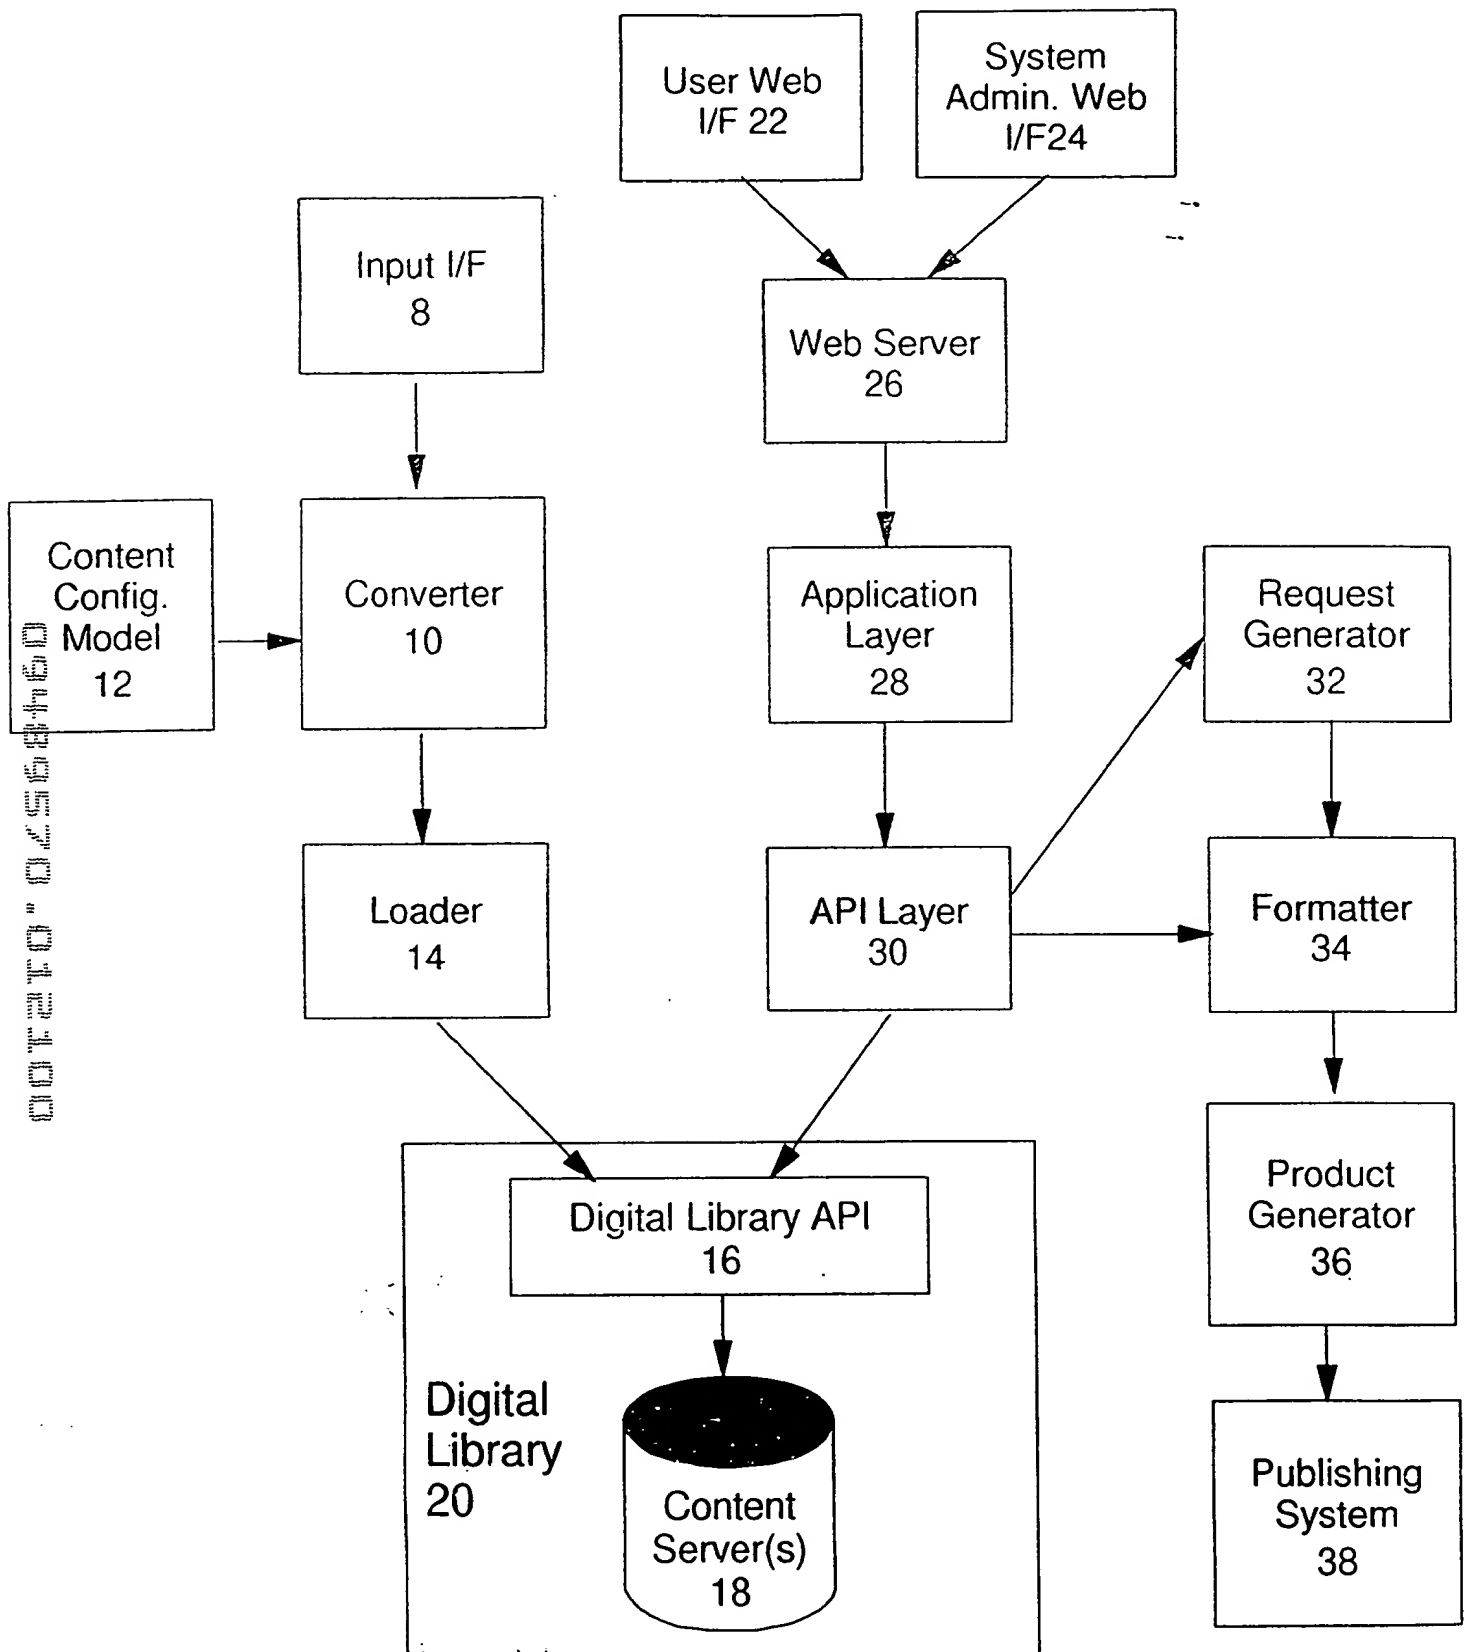 User Web
I/F 22
System
Admin. Web
I/F24
Input I/F
8
Web Server
26
Content
Config.
Model
12
Converter
10
Application
Layer
28
Request
Generator
32
Loader
14
API Layer
30
Formatter
34
Digital Library API
16
Product
Generator
36
Digital
Library
20
Content
Server(s)
18
Publishing
System
38
09489570.012100